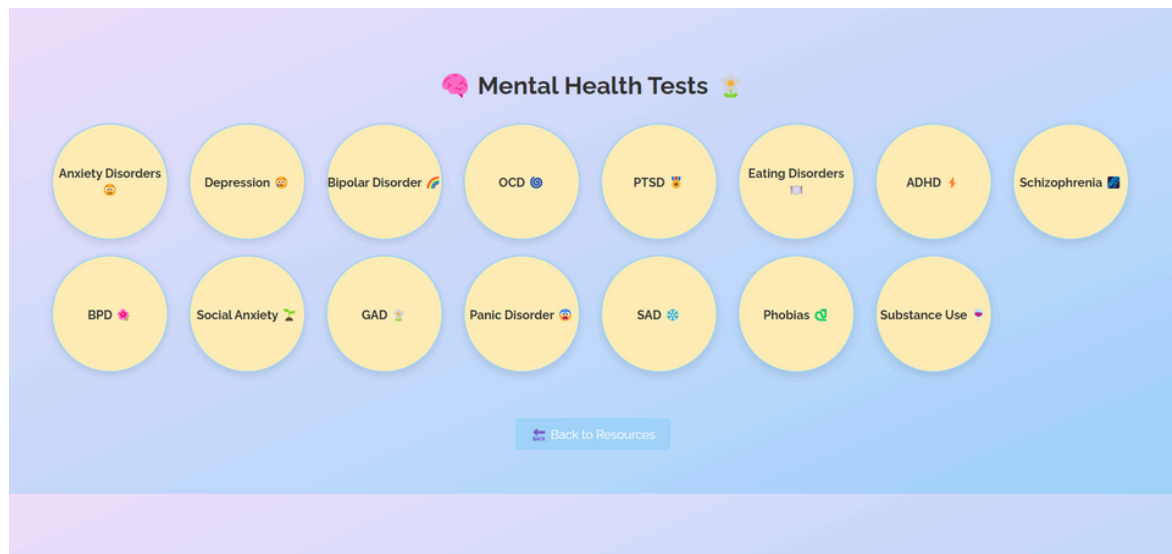 Mental Health Tests
Anxiety Disorders
Depression
Bipolar Disorder
OCD
PTSD
Eating Disorders
ADHD
Schizophrenia
BPD
Social Anxiety
GAD
Panic Disorder
SAD
Phobias
Substance Use
BACK Back to Resources